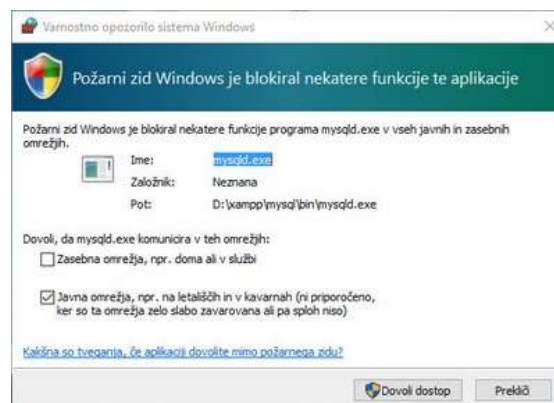 Varnostno opozorilo sistema Windows
Požarni zid Windows je blokiral nekatere funkcije te aplikacije
Požarni zid Windows je blokiral nekatere funkcije programa mysqld.exe v vseh javnih in zasebnih
omrežjih.
Ime: mysqld.exe
Založnik: Neznana
Pot: D:\xampp\mysql\bin\mysqld.exe
Dovoli, da mysqld.exe komunicira v teh omrežjih:
Zasebna omrežja, npr. doma ali v službi
Javna omrežja, npr. na letališčih in v kavarnah (ni priporočeno,
ker so ta omrežja zelo slabo zavarovana ali pa sploh niso)
Kakšna so tveganja, če aplikaciji dovolite mimo požarnega zidu?
Dovoli dostop Prekliči